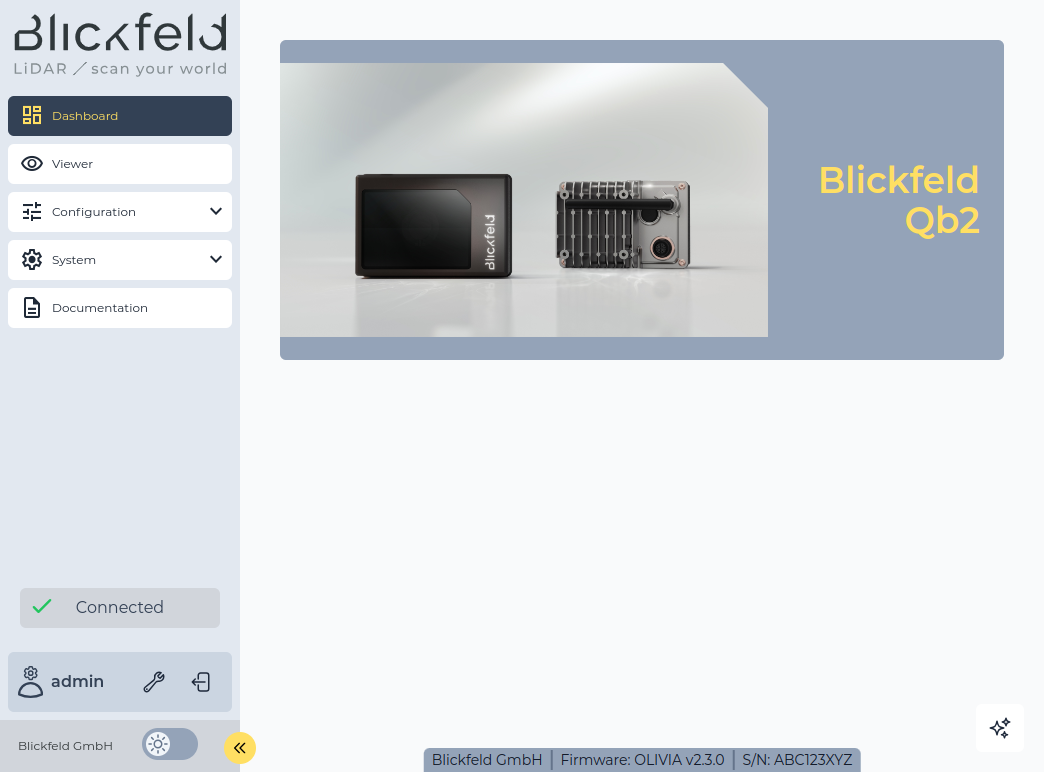 Blickfeld
LiDAR / scan your world
Dashboard
Viewer
Configuration
System
Documentation
Connected
admin
Blickfeld GmbH
Blickfeld
Blickfeld
Qb2
Blickfeld GmbH | Firmware: OLIVIA v2.3.0 | S/N: ABC123XYZ